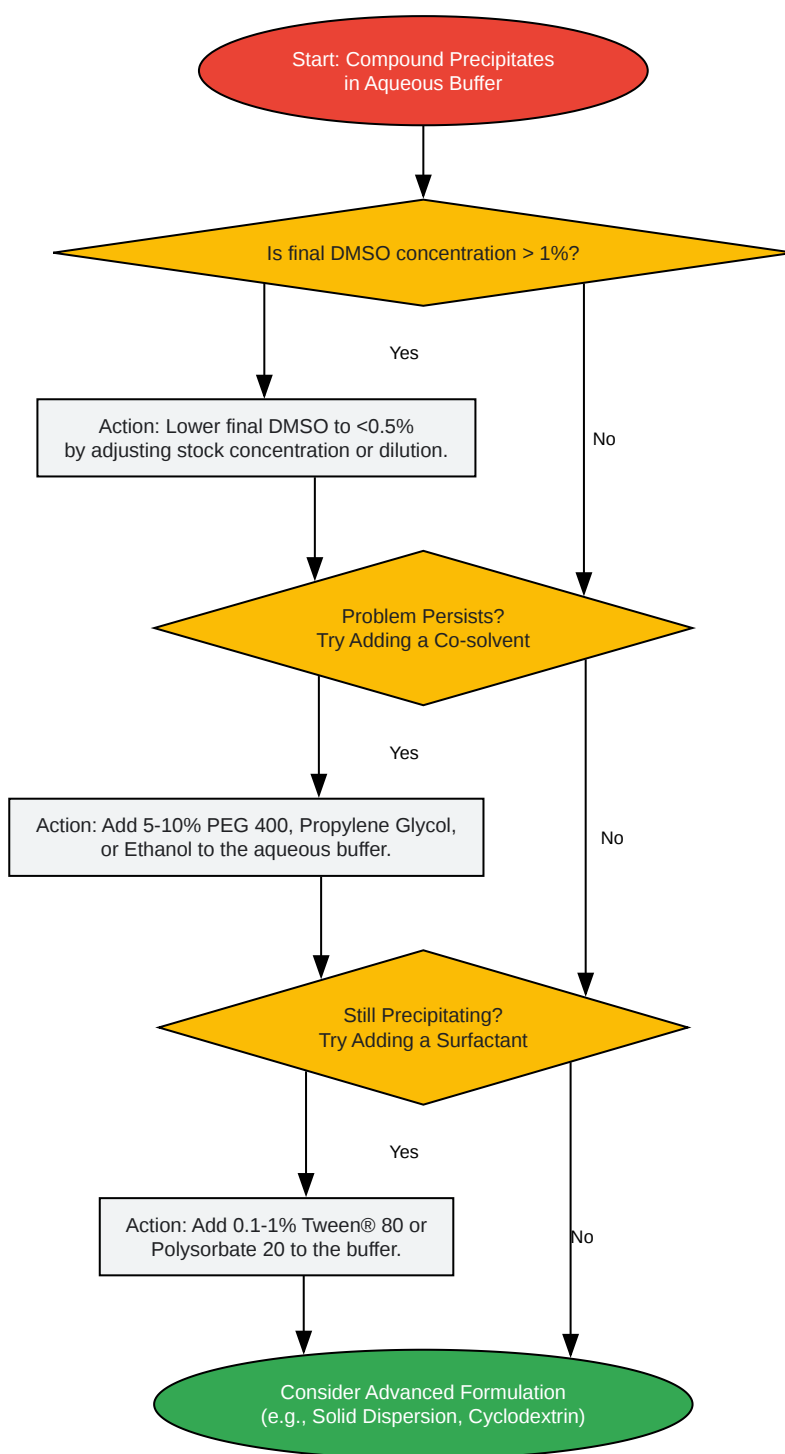 Start: Compound Precipitates
in Aqueous Buffer
Is final DMSO concentration > 1%?
Yes
Action: Lower final DMSO to <0.5%
by adjusting stock concentration or dilution.
No
Problem Persists?
Try Adding a Co-solvent
Yes
Action: Add 5-10% PEG 400, Propylene Glycol,
or Ethanol to the aqueous buffer.
No
Still Precipitating?
Try Adding a Surfactant
Yes
Action: Add 0.1-1% Tween® 80 or
Polysorbate 20 to the buffer.
No
Consider Advanced Formulation
(e.g., Solid Dispersion, Cyclodextrin)